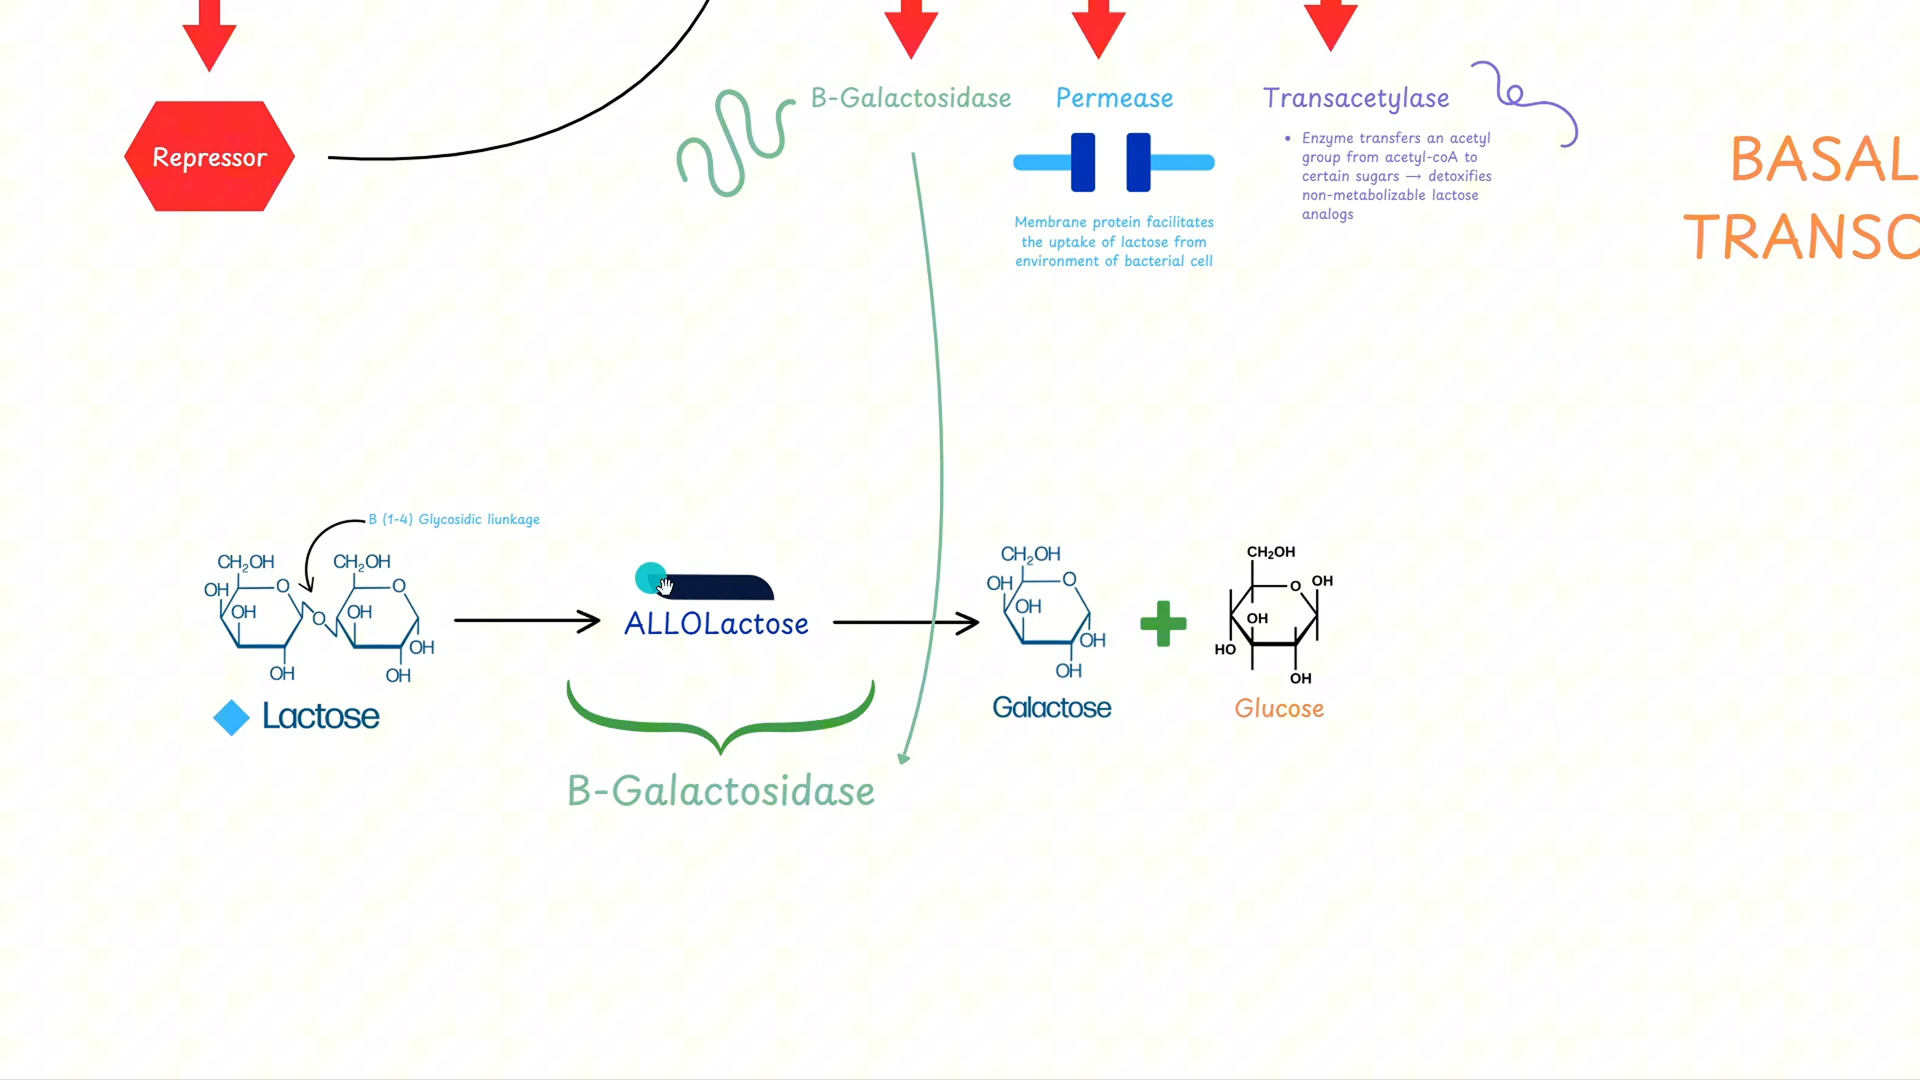 Repressor
B-Galactosidase
Permease
Membrane protein facilitates
the uptake of lactose from
environment of bacterial cell
Transacetylase
• Enzyme transfers an acetyl
group from acetyl-coA to
certain sugars → detoxifies
non-metabolizable lactose
analogs
BASAL
TRANSC
B (1-4) Glycosidic liunkage
CH₂OH
O
OH
OH
OH
O
CH₂OH
O
OH
OH
OH
Lactose
ALLOLactose
CH₂OH
O
OH
OH
OH
OH
Galactose
CH₂OH
O
OH
OH
HO
OH
Glucose
B-Galactosidase